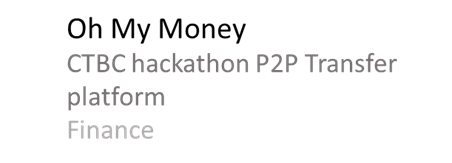 Oh My Money
CTBC hackathon P2P Transfer
platform
Finance